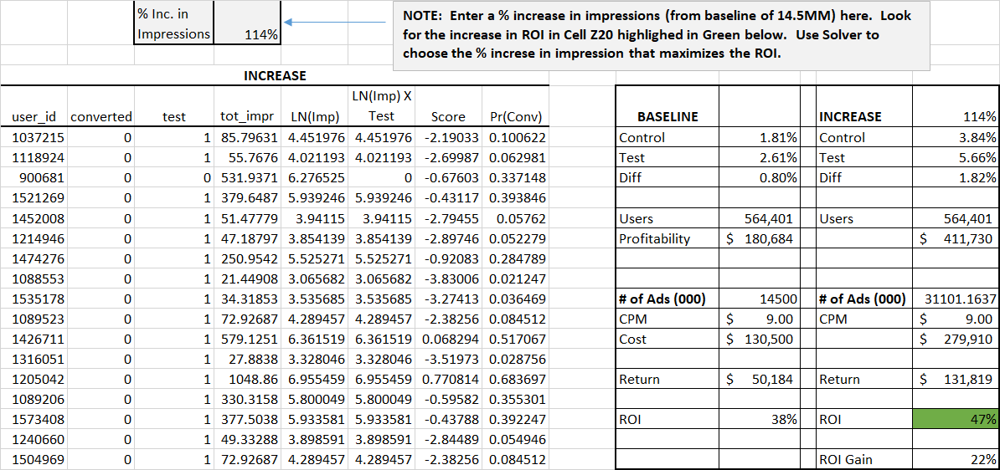 % Inc. in
Impressions 114%
NOTE: Enter a % increase in impressions (from baseline of 14.5MM) here. Look
for the increase in ROI in Cell Z20 highlighed in Green below. Use Solver to
choose the % increse in impression that maximizes the ROI.
INCREASE
user_id converted test tot_impr LN(Imp) LN(Imp) X Test Score Pr(Conv)
1037215 0 1 85.79631 4.451976 4.451976 -2.19033 0.100622
1118924 0 1 55.7676 4.021193 4.021193 -2.69987 0.062981
900681 0 0 531.9371 6.276525 0 -0.67603 0.337148
1521269 0 1 379.6487 5.939246 5.939246 -0.43117 0.393846
1452008 0 1 51.47779 3.94115 3.94115 -2.79455 0.05762
1214946 0 1 47.18797 3.854139 3.854139 -2.89746 0.052279
1474276 0 1 250.9542 5.525271 5.525271 -0.92083 0.284789
1088553 0 1 21.44908 3.065682 3.065682 -3.83006 0.021247
1535178 0 1 34.31853 3.535685 3.535685 -3.27413 0.036469
1089523 0 1 72.92687 4.289457 4.289457 -2.38256 0.084512
1426711 0 1 579.1251 6.361519 6.361519 0.068294 0.517067
1316051 0 1 27.8838 3.328046 3.328046 -3.51973 0.028756
1205042 0 1 1048.86 6.955459 6.955459 0.770814 0.683697
1089206 0 1 330.3158 5.800049 5.800049 -0.59582 0.355301
1573408 0 1 377.5038 5.933581 5.933581 -0.43788 0.392247
1240660 0 1 49.33288 3.898591 3.898591 -2.84489 0.054946
1504969 0 1 72.92687 4.289457 4.289457 -2.38256 0.084512
BASELINE INCREASE 114%
Control 1.81% Control 3.84%
Test 2.61% Test 5.66%
Diff 0.80% Diff 1.82%
Users 564,401 Users 564,401
Profitability $ 180,684 $ 411,730
# of Ads (000) 14500 # of Ads (000) 31101.1637
CPM $ 9.00 CPM $ 9.00
Cost $ 130,500 $ 279,910
Return $ 50,184 Return $ 131,819
ROI 38% ROI 47%
ROI Gain 22%